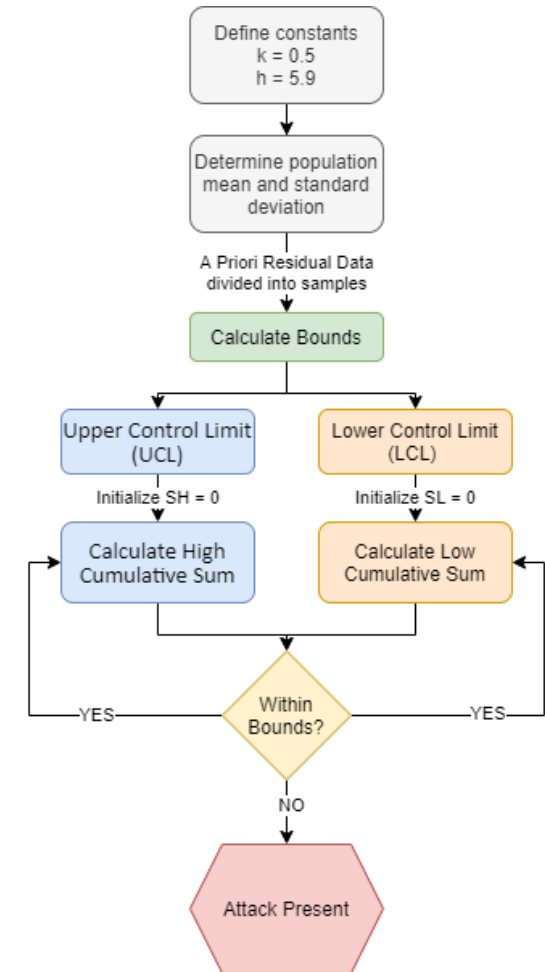 Define constants
k = 0.5
h = 5.9
Determine population
mean and standard
deviation
A Priori Residual Data
divided into samples
Calculate Bounds
Upper Control Limit
(UCL)
Lower Control Limit
(LCL)
Initialize SH = 0
Initialize SL = 0
Calculate High
Cumulative Sum
Calculate Low
Cumulative Sum
Within
Bounds?
YES
YES
NO
Attack Present